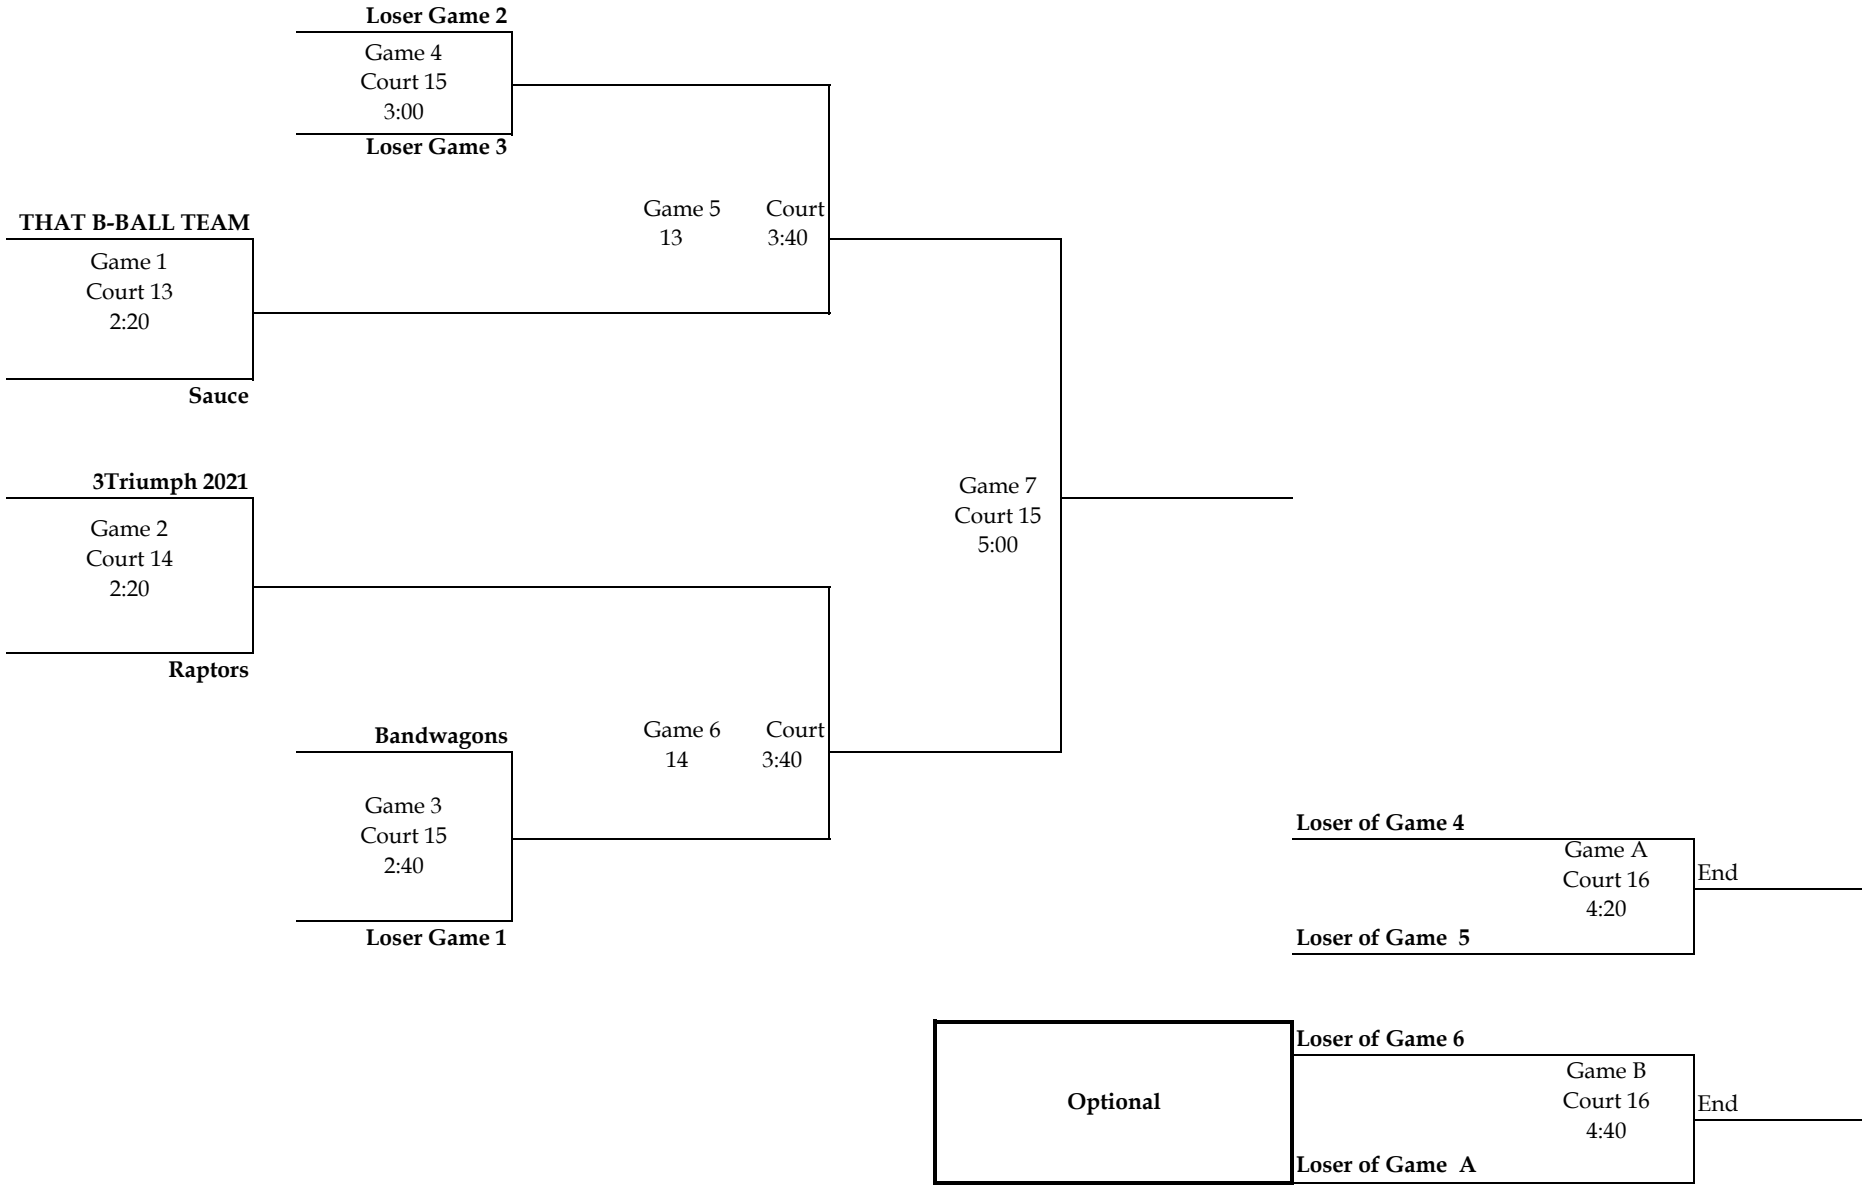 Loser Game 2
Game 4
Court 15
3:00
Loser Game 3
THAT B-BALL TEAM
Game 1
Court 13
2:20
Sauce
Game 5 Court
13 3:40
3Triumph 2021
Game 2
Court 14
2:20
Raptors
Game 7
Court 15
5:00
Bandwagons
Game 3
Court 15
2:40
Loser Game 1
Game 6 Court
14 3:40
Loser of Game 4
Game A
Court 16
4:20
End
Loser of Game 5
Optional
Loser of Game 6
Game B
Court 16
4:40
End
Loser of Game A